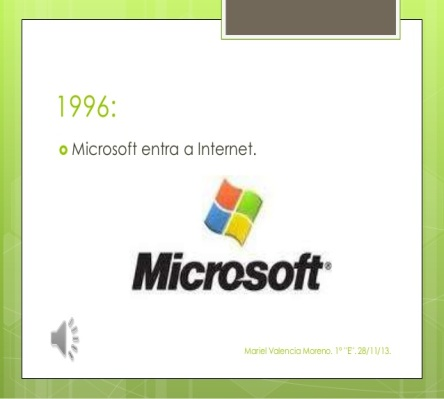 1996:
Microsoft entra a Internet.
Microsoft®
Mariel Valencia Moreno. 1° ¨E¨. 28/11/13.